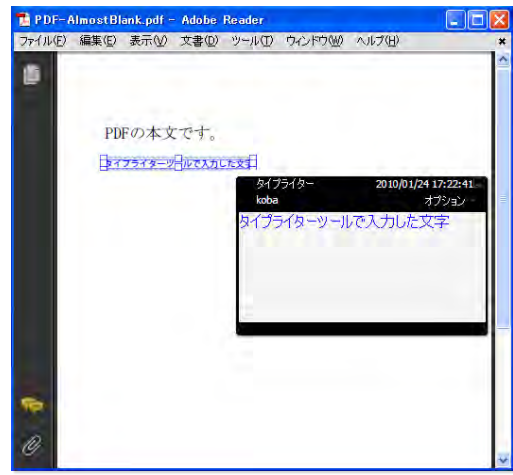 PDF-AlmostBlank.pdf - Adobe Reader
ファイル(F) 編集(E) 表示(V) 文書(D) ツール(T) ウィンドウ(W) ヘルプ(H)
PDFの本文です。
タイプライターツールで入力した文字
タイプライター 2010/01/24 17:22:41
koba オプション
タイプライターツールで入力した文字